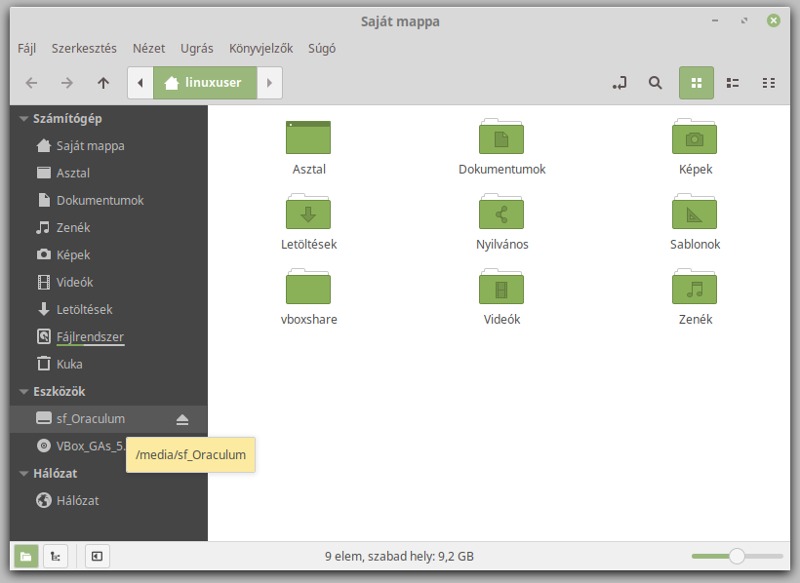 Saját mappa
Fájl Szerkesztés Nézet Ugrás Könyvjelzők Súgó
linuxuser
Számítógép
Saját mappa
Asztal
Dokumentumok
Zenék
Képek
Videók
Letöltések
Fájlrendszer
Kuka
Eszközök
sf_Oraculum
VBox_GAs_5.
/media/sf_Oraculum
Hálózat
Hálózat
Asztal Dokumentumok Képek
Letöltések Nyilvános Sablonok
vboxshare Videók Zenék
9 elem, szabad hely: 9,2 GB